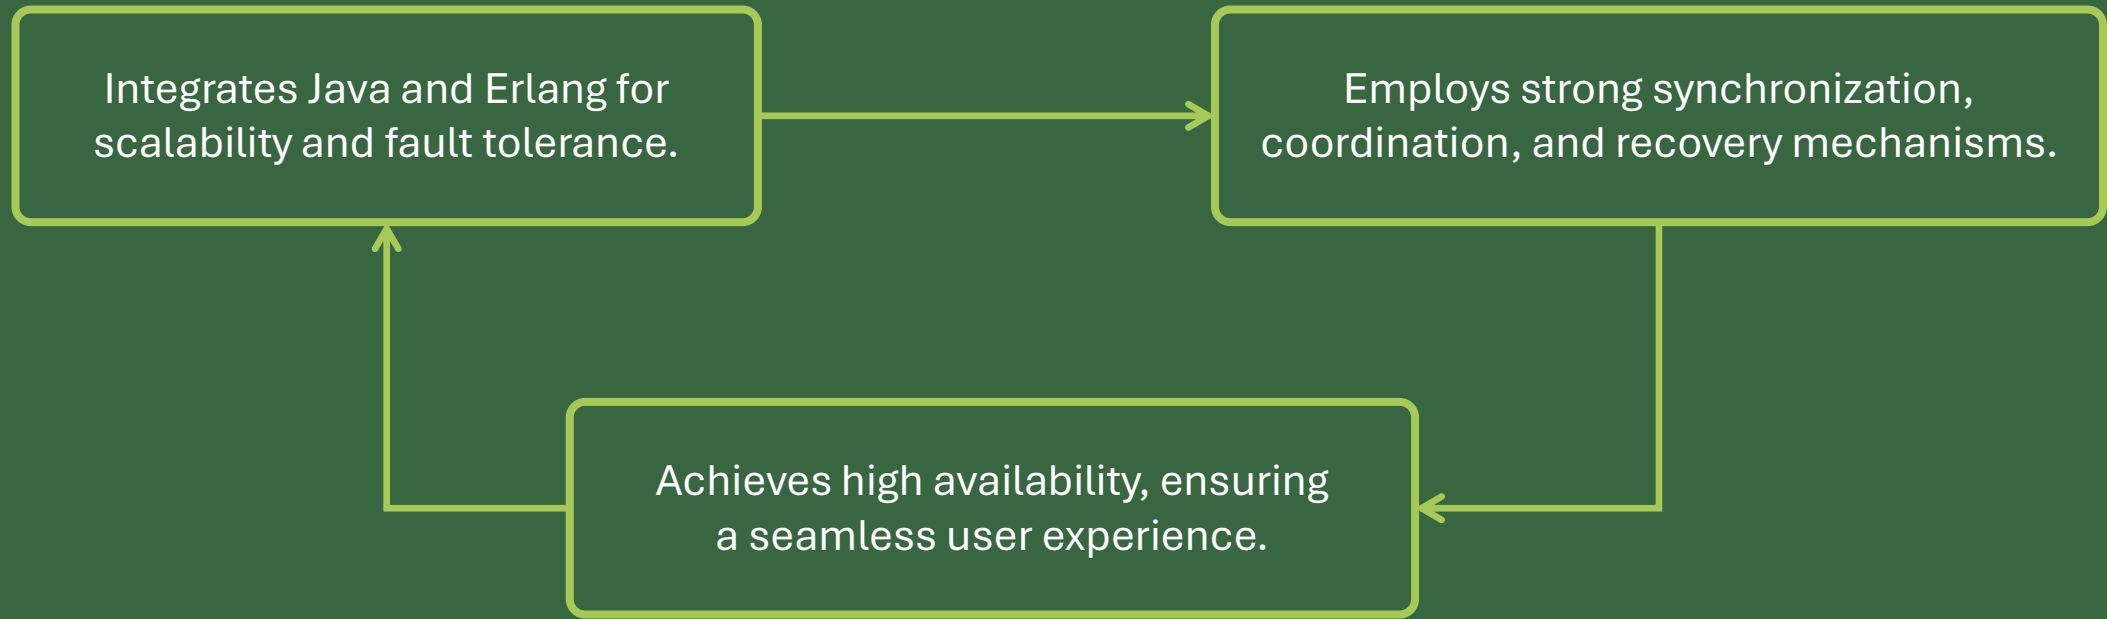 Integrates Java and Erlang for
scalability and fault tolerance.
Employs strong synchronization,
coordination, and recovery mechanisms.
Achieves high availability, ensuring
a seamless user experience.